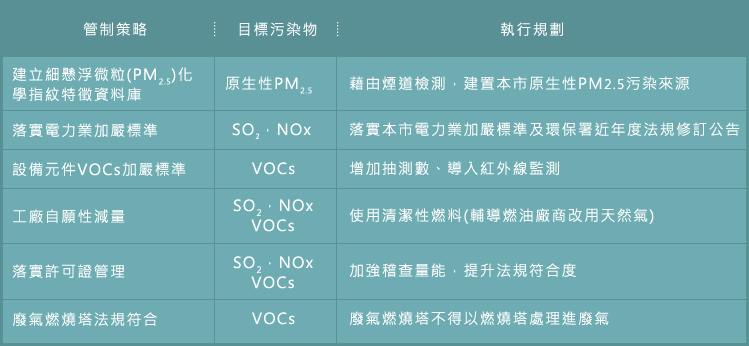 管制策略 目標污染物 執行規劃
建立細懸浮微粒(PM2.5)化
學指紋特徵資料庫
原生性PM2.5
藉由煙道檢測，建置本市原生性PM2.5污染來源
落實電力業加嚴標準 SO2，NOx 落實本市電力業加嚴標準及環保署近年度法規修訂公告
設備元件VOCs加嚴標準 VOCs 增加抽測數、導入紅外線監測
工廠自願性減量
SO2，NOx
VOCs
使用清潔性燃料(輔導燃油廠商改用天然氣)
落實許可證管理
SO2，NOx
VOCs
加強稽查量能，提升法規符合度
廢氣燃燒塔法規符合 VOCs 廢氣燃燒塔不得以燃燒塔處理進廢氣